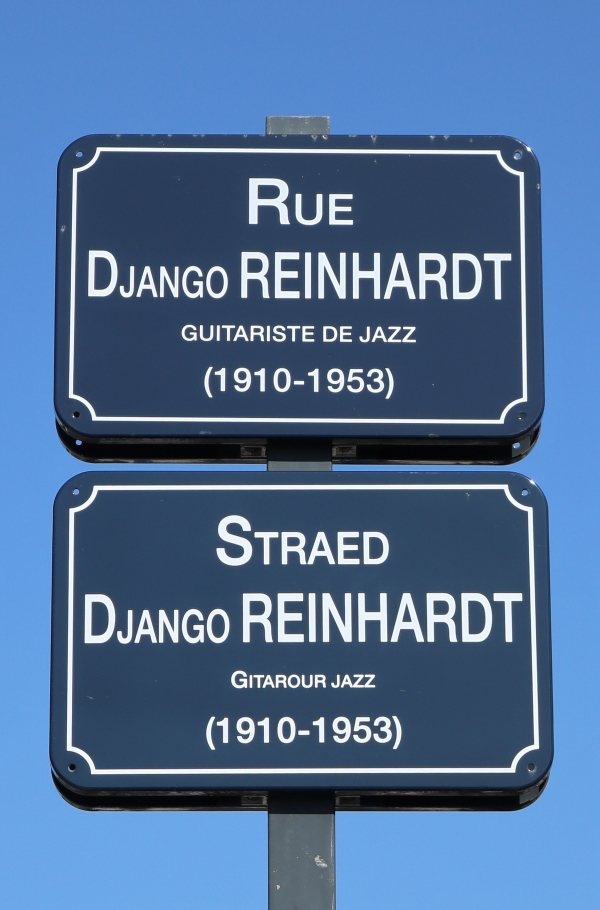 RUE
DJANGO REINHARDT
GUITARISTE DE JAZZ
(1910-1953)
STRAED
DJANGO REINHARDT
GITAROUR JAZZ
(1910-1953)